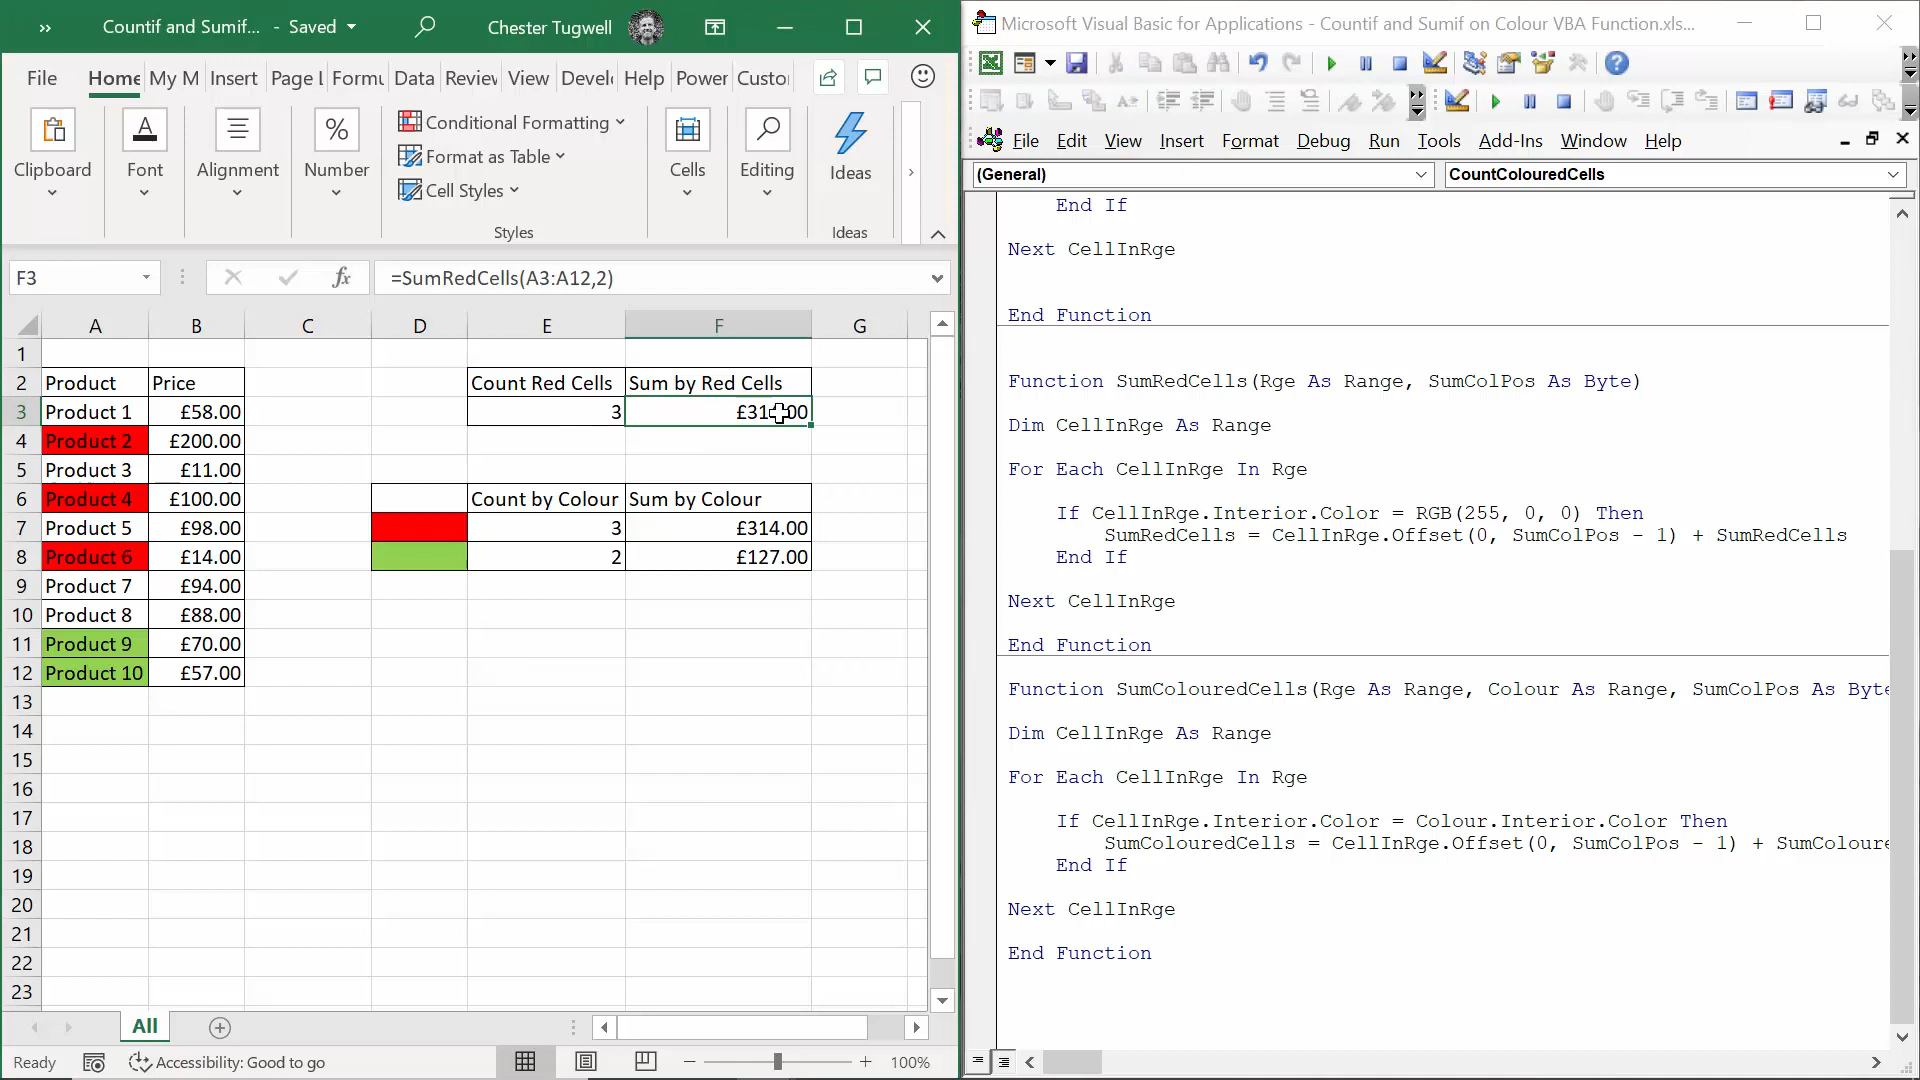 Countif and Sumif... - Saved
Chester Tugwell
File Home My M Insert Page L Formu Data Review View Devel Help Power Custo
Clipboard
Font
Alignment
Number
Conditional Formatting
Format as Table
Cell Styles
Styles
Cells
Editing
Ideas
Ideas
F3
fx
=SumRedCells(A3:A12,2)
A B C D E F G
1
2 Product Price Count Red Cells Sum by Red Cells
3 Product 1 £58.00 3
4 Product 2 £200.00
5 Product 3 £11.00
6 Product 4 £100.00 Count by Colour Sum by Colour
7 Product 5 £98.00 3 £314.00
8 Product 6 £14.00 2 £127.00
9 Product 7 £94.00
10 Product 8 £88.00
11 Product 9 £70.00
12 Product 10 £57.00
13
14
15
16
17
18
19
20
21
22
23
All
Ready
Accessibility: Good to go
100%
Microsoft Visual Basic for Applications - Countif and Sumif on Colour VBA Function.xls...
File Edit View Insert Format Debug Run Tools Add-Ins Window Help
(General)
CountColouredCells
End If
Next CellInRge
End Function
Function SumRedCells(Rge As Range, SumColPos As Byte)
Dim CellInRge As Range
For Each CellInRge In Rge
If CellInRge.Interior.Color = RGB(255, 0, 0) Then
SumRedCells = CellInRge.Offset(0, SumColPos - 1) + SumRedCells
End If
Next CellInRge
End Function
Function SumColouredCells(Rge As Range, Colour As Range, SumColPos As Byte
Dim CellInRge As Range
For Each CellInRge In Rge
If CellInRge.Interior.Color = Colour.Interior.Color Then
SumColouredCells = CellInRge.Offset(0, SumColPos - 1) + SumColoure
End If
Next CellInRge
End Function